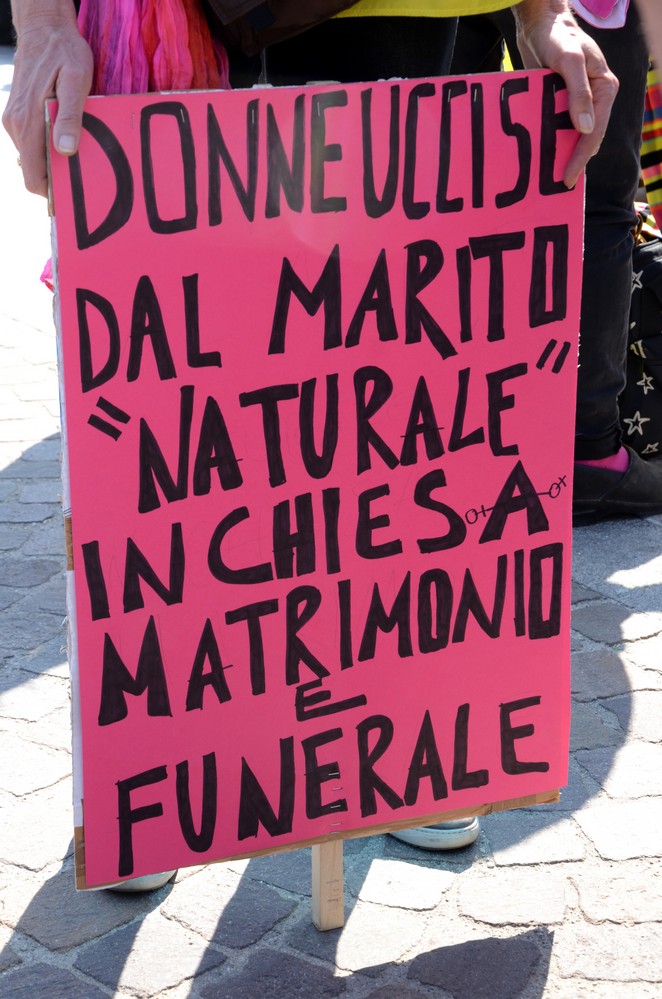 DONNE UCCISE
DAL MARITO
"NATURALE"
IN CHIESA
MATRIMONIO
E
FUNERALE